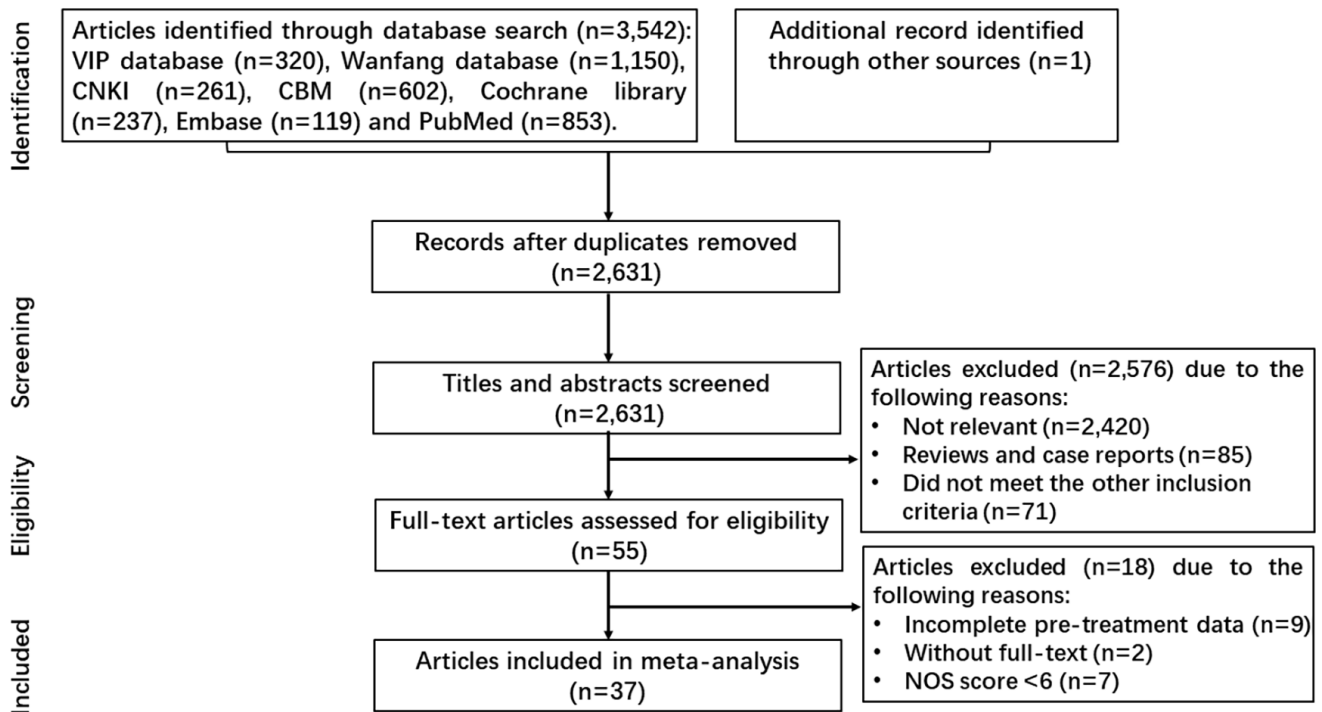 Identification
Articles identified through database search (n=3,542):
VIP database (n=320), Wanfang database (n=1,150),
CNKI (n=261), CBM (n=602), Cochrane library
(n=237), Embase (n=119) and PubMed (n=853).
Additional record identified
through other sources (n=1)
Records after duplicates removed
(n=2,631)
Screening
Titles and abstracts screened
(n=2,631)
Articles excluded (n=2,576) due to the
following reasons:
• Not relevant (n=2,420)
• Reviews and case reports (n=85)
• Did not meet the other inclusion
criteria (n=71)
Eligibility
Full-text articles assessed for eligibility
(n=55)
Articles excluded (n=18) due to the
following reasons:
• Incomplete pre-treatment data (n=9)
• Without full-text (n=2)
• NOS score <6 (n=7)
Included
Articles included in meta-analysis
(n=37)